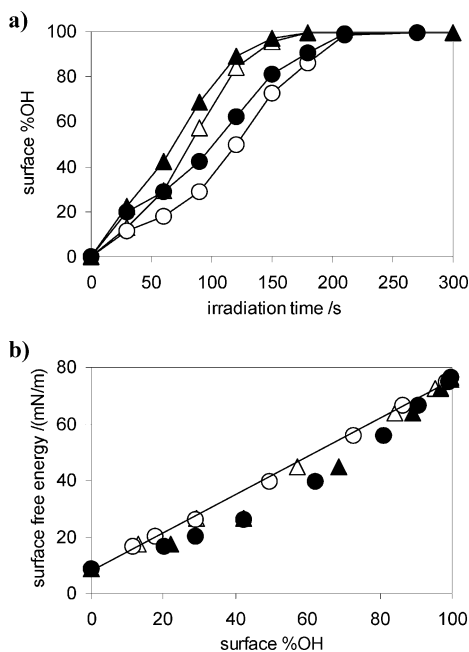 a)
100
80
60
40
20
0
surface %OH
0 50 100 150 200 250 300
irradiation time /s
b)
80
60
40
20
0
surface free energy /(mN/m)
0 20 40 60 80 100
surface %OH